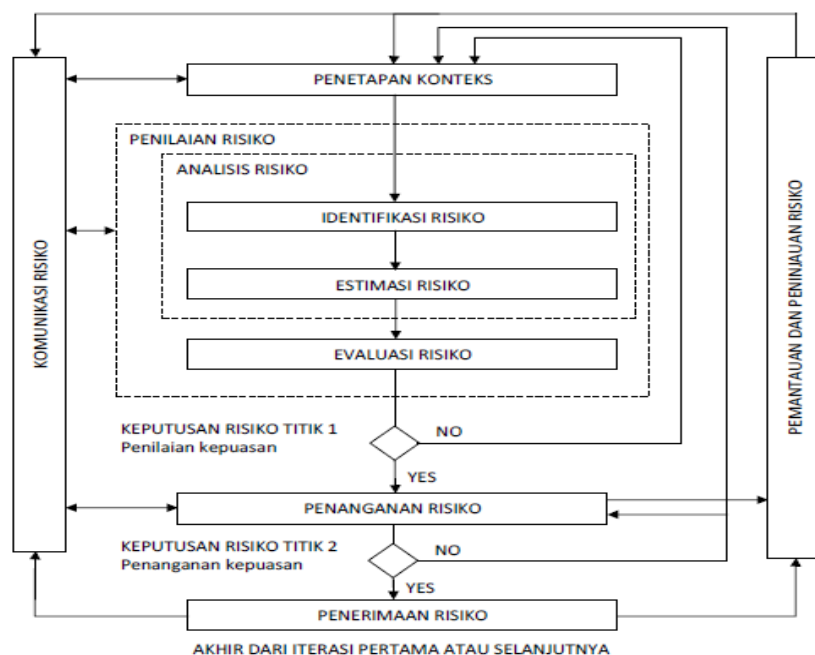 PENETAPAN KONTEKS
PENILAIAN RISIKO
ANALISIS RISIKO
IDENTIFIKASI RISIKO
ESTIMASI RISIKO
EVALUASI RISIKO
KOMUNIKASI RISIKO
PEMANTAUAN DAN PENINJAUAN RISIKO
KEPUTUSAN RISIKO TITIK 1
Penilaian kepuasan
NO
YES
PENANGANAN RISIKO
KEPUTUSAN RISIKO TITIK 2
Penanganan kepuasan
NO
YES
PENERIMAAN RISIKO
AKHIR DARI ITERASI PERTAMA ATAU SELANJUTNYA